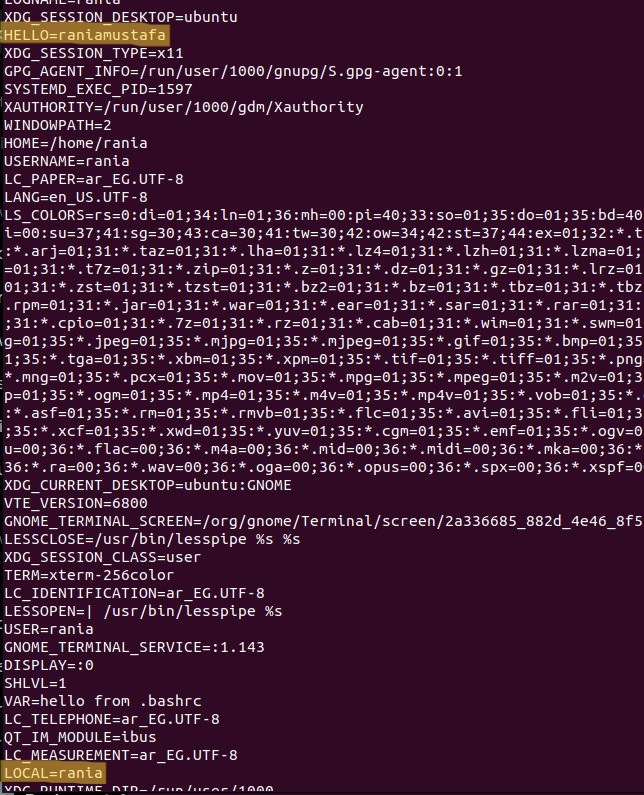 LOGNAME=rania
XDG_SESSION_DESKTOP=ubuntu
HELLO=raniamustafa
XDG_SESSION_TYPE=x11
GPG_AGENT_INFO=/run/user/1000/gnupg/S.gpg-agent:0:1
SYSTEMD_EXEC_PID=1597
XAUTHORITY=/run/user/1000/gdm/Xauthority
WINDOWPATH=2
HOME=/home/rania
USERNAME=rania
LC_PAPER=ar_EG.UTF-8
LANG=en_US.UTF-8
LS_COLORS=rs=0:di=01;34:ln=01;36:mh=00:pi=40;33:so=01;35:do=01;35:bd=40
i=00:su=37;41:sg=30;43:ca=30;41:tw=30;42:ow=34;42:st=37;44:ex=01;32:*.t
:*.arj=01;31:*.taz=01;31:*.lha=01;31:*.lz4=01;31:*.lzh=01;31:*.lzma=01;
=01;31:*.t7z=01;31:*.zip=01;31:*.z=01;31:*.dz=01;31:*.gz=01;31:*.lrz=01
01;31:*.zst=01;31:*.tzst=01;31:*.bz2=01;31:*.bz=01;31:*.tbz=01;31:*.tbz
.rpm=01;31:*.jar=01;31:*.war=01;31:*.ear=01;31:*.sar=01;31:*.rar=01;31:
;31:*.cpio=01;31:*.7z=01;31:*.rz=01;31:*.cab=01;31:*.wim=01;31:*.swm=01
g=01;35:*.jpeg=01;35:*.mjpg=01;35:*.mjpeg=01;35:*.gif=01;35:*.bmp=01;35
1;35:*.tga=01;35:*.xbm=01;35:*.xpm=01;35:*.tif=01;35:*.tiff=01;35:*.png
*.mng=01;35:*.pcx=01;35:*.mov=01;35:*.mpg=01;35:*.mpeg=01;35:*.m2v=01;3
p=01;35:*.ogm=01;35:*.mp4=01;35:*.m4v=01;35:*.mp4v=01;35:*.vob=01;35:*.
:*.asf=01;35:*.rm=01;35:*.rmvb=01;35:*.flc=01;35:*.avi=01;35:*.fli=01;3
;35:*.xcf=01;35:*.xwd=01;35:*.yuv=01;35:*.cgm=01;35:*.emf=01;35:*.ogv=0
u=00;36:*.flac=00;36:*.m4a=00;36:*.mid=00;36:*.midi=00;36:*.mka=00;36:*
36:*.ra=00;36:*.wav=00;36:*.oga=00;36:*.opus=00;36:*.spx=00;36:*.xspf=0
XDG_CURRENT_DESKTOP=ubuntu:GNOME
VTE_VERSION=6800
GNOME_TERMINAL_SCREEN=/org/gnome/Terminal/screen/2a336685_882d_4e46_8f5
LESSCLOSE=/usr/bin/lesspipe %s %s
XDG_SESSION_CLASS=user
TERM=xterm-256color
LC_IDENTIFICATION=ar_EG.UTF-8
LESSOPEN=| /usr/bin/lesspipe %s
USER=rania
GNOME_TERMINAL_SERVICE=:1.143
DISPLAY=:0
SHLVL=1
VAR=hello from .bashrc
LC_TELEPHONE=ar_EG.UTF-8
QT_IM_MODULE=ibus
LC_MEASUREMENT=ar_EG.UTF-8
LOCAL=rania
XDG_RUNTIME_DIR=/run/user/1000